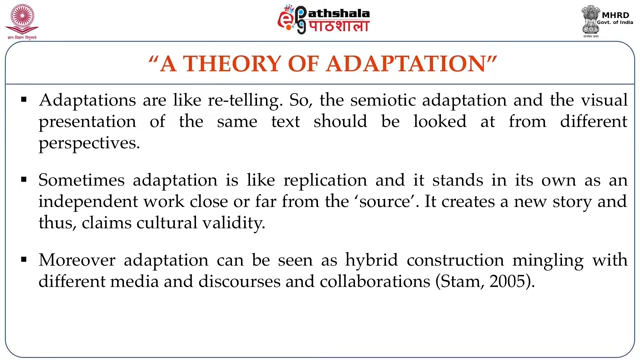 Pathshala
पाठशाला
MHRD
Govt. of India
“A THEORY OF ADAPTATION”
▪ Adaptations are like re-telling. So, the semiotic adaptation and the visual
presentation of the same text should be looked at from different
perspectives.
▪ Sometimes adaptation is like replication and it stands in its own as an
independent work close or far from the ‘source’. It creates a new story and
thus, claims cultural validity.
▪ Moreover adaptation can be seen as hybrid construction mingling with
different media and discourses and collaborations (Stam, 2005).